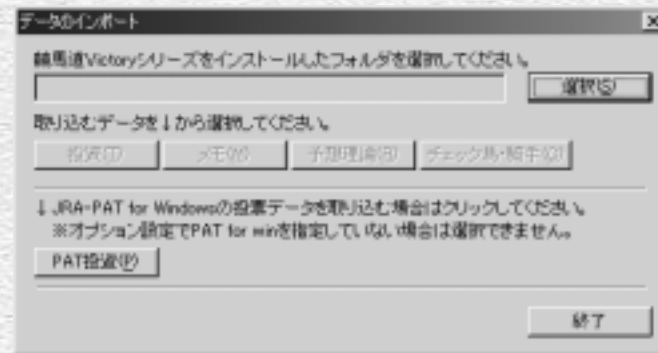 データのインポート
競馬道Victoryシリーズをインストールしたフォルダを選択してください。
選択(S)
取り込むデータを↓から選択してください。
投資(T) メモ(M) 予想理論(R) チェック馬・騎手(C)
↓JRA-PAT for Windowsの投票データを取り込む場合はクリックしてください。
※オプション設定でPAT for winを指定していない場合は選択できません。
PAT投資(P)
終了